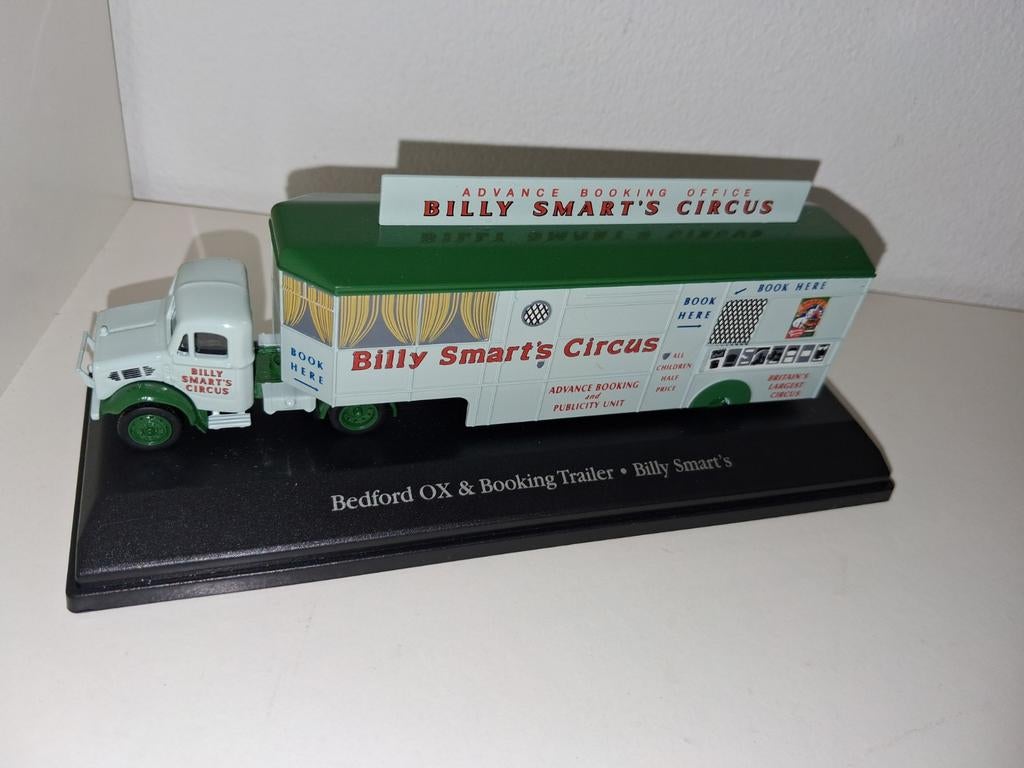 ADVANCE BOOKING OFFICE
BILLY SMART'S CIRCUS
BOOK HERE
BOOK
HERE
Billy Smart's Circus
BOOK
HERE
ALL
CHILDREN
HALF
PRICE
ADVANCE BOOKING
and
PUBLICITY UNIT
BRITAIN'S
LARGEST
CIRCUS
BILLY
SMART'S
CIRCUS
Bedford OX & Booking Trailer • Billy Smart's